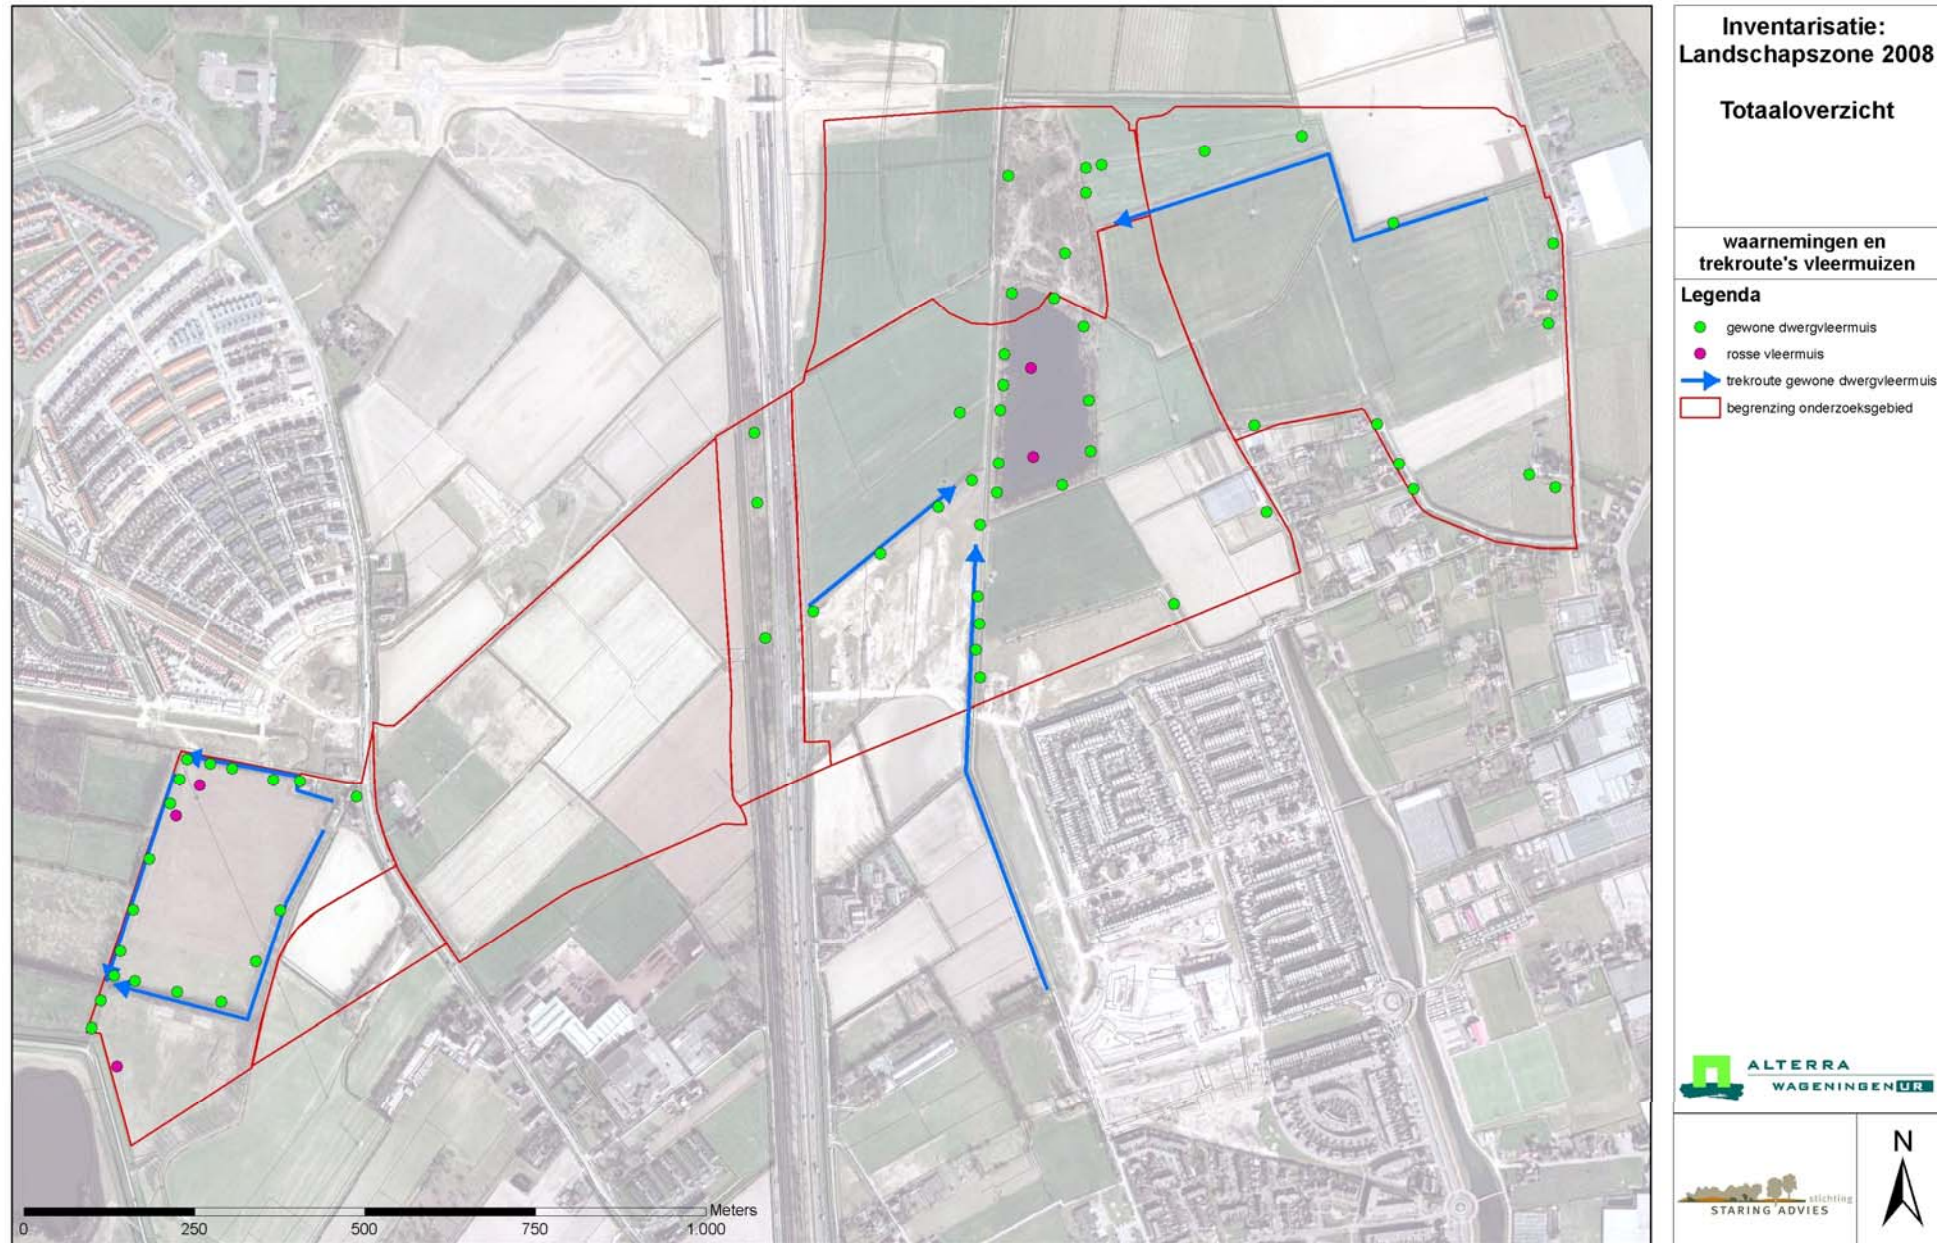 Inventarisatie:
Landschapszone 2008
Totaaloverzicht
waarnemingen en
trekroute's vleermuizen
Legenda
gewone dwergvleermuis
rosse vleermuis
trekroute gewone dwergvleermuis
begrenzing onderzoeksgebied
ALTERRA
WAGENINGEN UR
stichting
STARING ADVIES
N
Meters
0 250 500 750 1.000